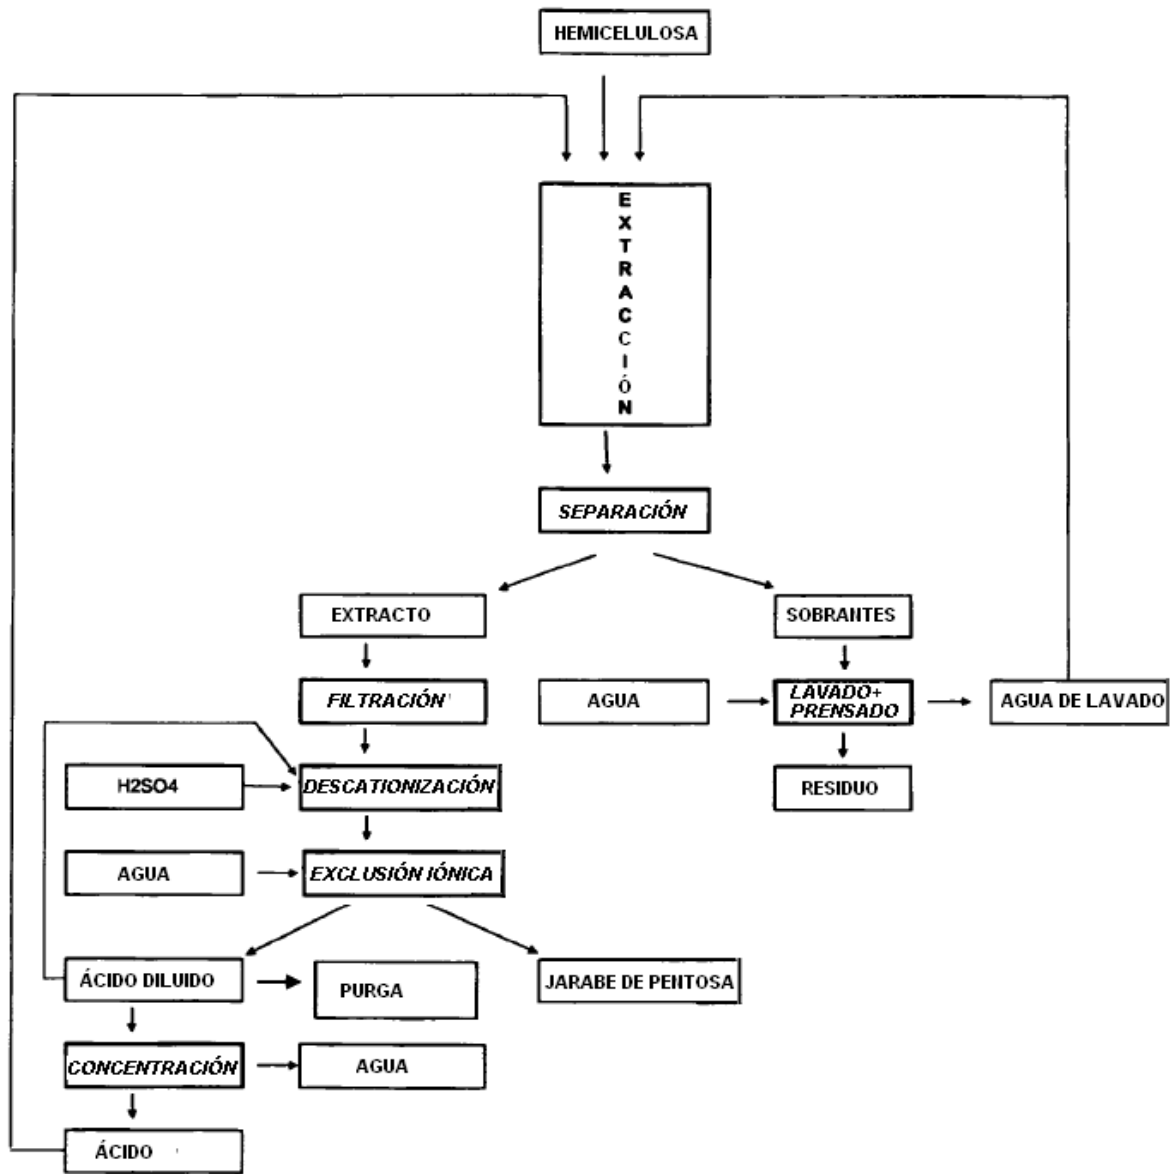 HEMICELULOSA
EXTRACCIÓN
SEPARACIÓN
EXTRACTO
SOBRANTES
FILTRACIÓN
AGUA
LAVADO+
PRENSADO
AGUA DE LAVADO
H2SO4
DESCATIONIZACIÓN
RESIDUO
AGUA
EXCLUSIÓN IÓNICA
ÁCIDO DILUIDO
PURGA
JARABE DE PENTOSA
CONCENTRACIÓN
AGUA
ÁCIDO